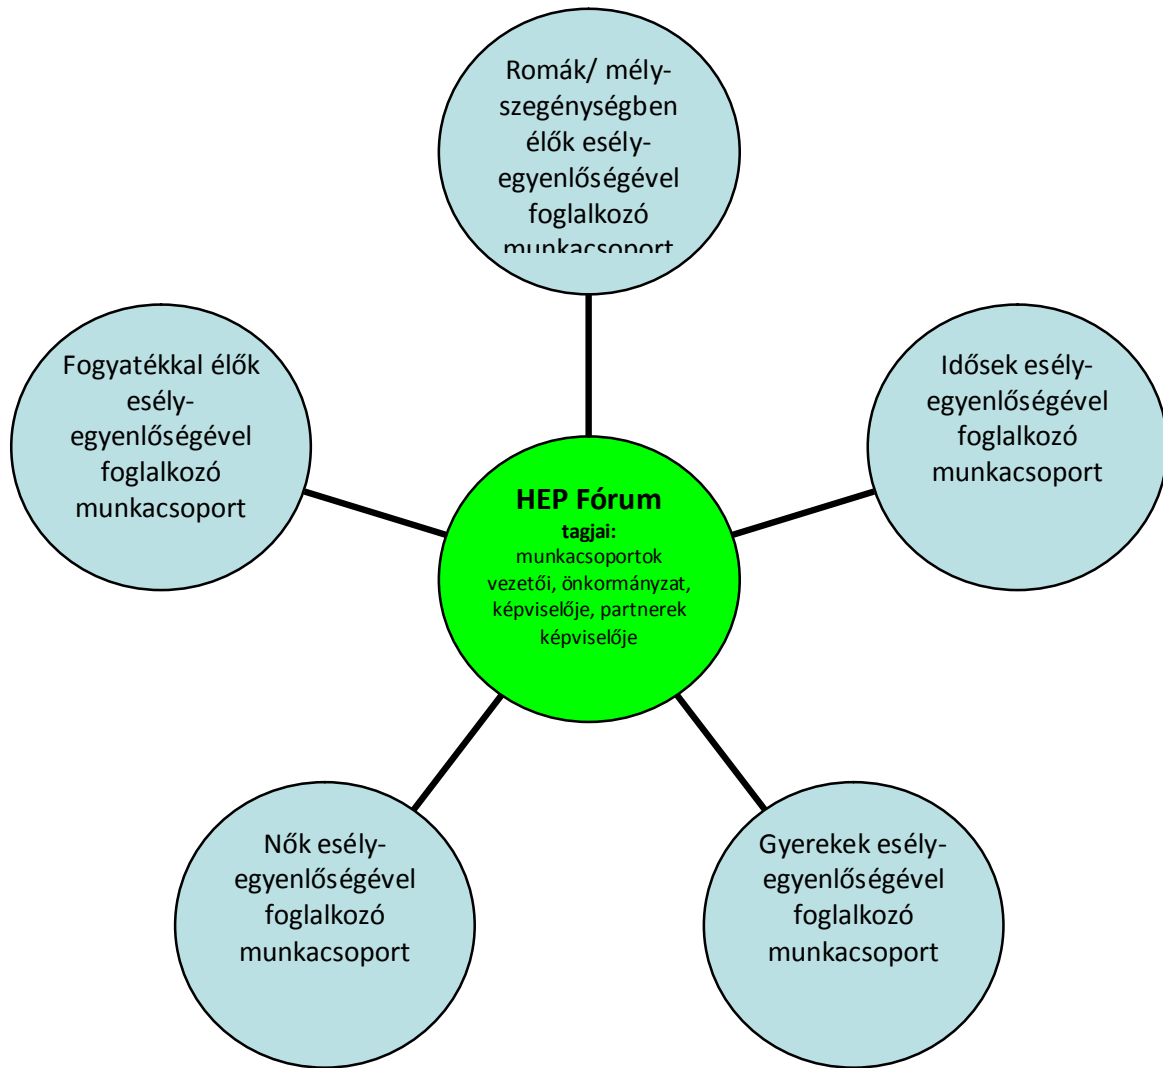 Romák/ mély-
szegénységben
élők esély-
egyenlőségével
foglalkozó
munkacsoport
Fogyatékkal élők
esély-
egyenlőségével
foglalkozó
munkacsoport
Idősek esély-
egyenlőségével
foglalkozó
munkacsoport
HEP Fórum
tagjai:
munkacsoportok
vezetői, önkormányzat,
képviselője, partnerek
képviselője
Nők esély-
egyenlőségével
foglalkozó
munkacsoport
Gyerekek esély-
egyenlőségével
foglalkozó
munkacsoport